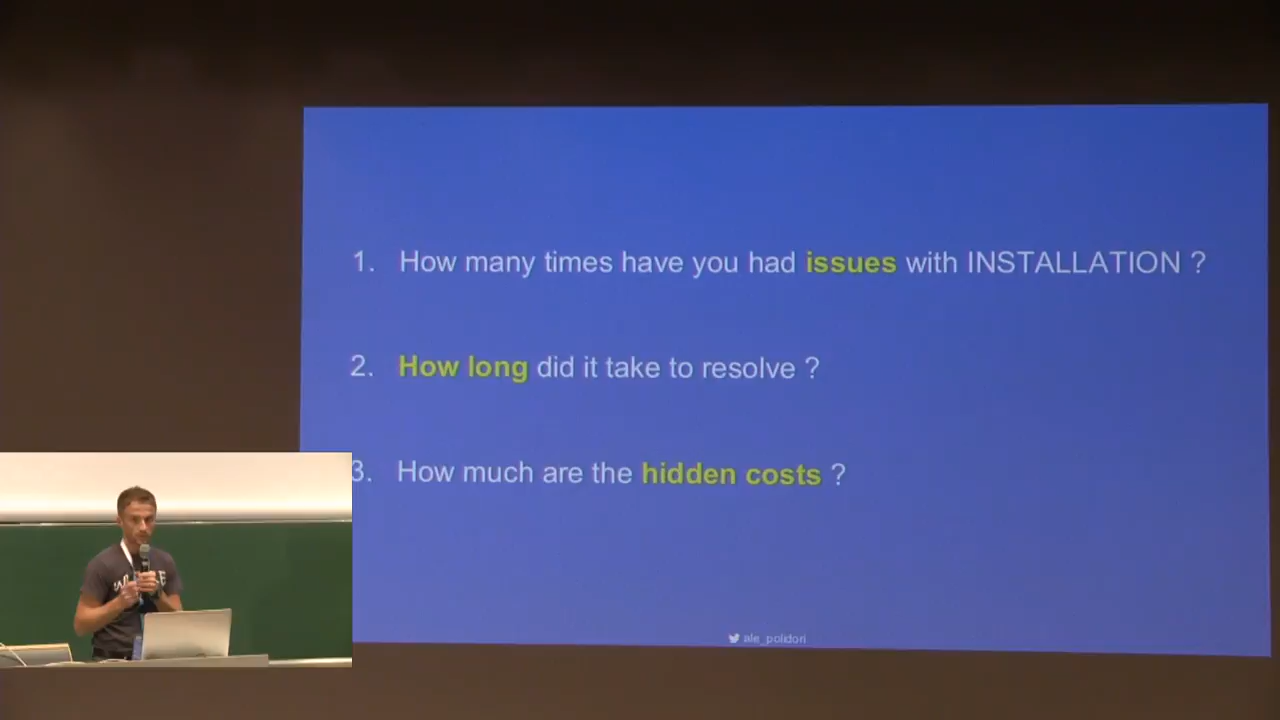 1. How many times have you had issues with INSTALLATION ?
2. How long did it take to resolve ?
3. How much are the hidden costs ?
ale_polidori